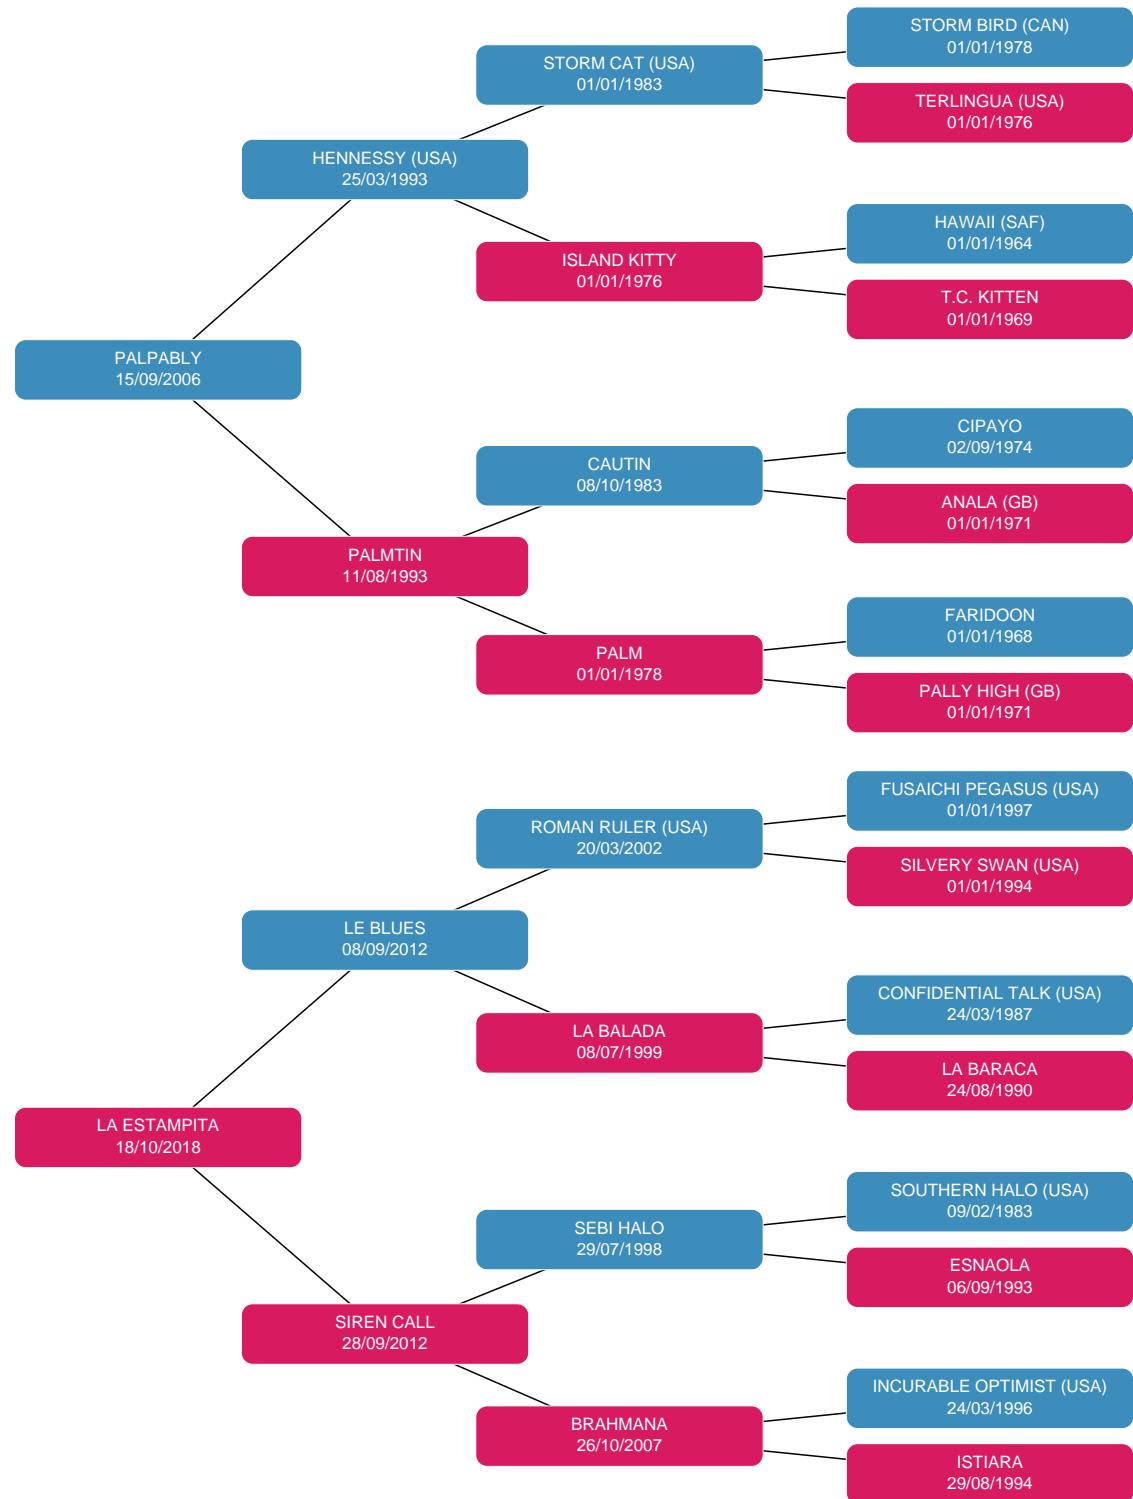 STORM BIRD (CAN)
01/01/1978
STORM CAT (USA)
01/01/1983
TERLINGUA (USA)
01/01/1976
HENNESSY (USA)
25/03/1993
HAWAII (SAF)
01/01/1964
ISLAND KITTY
01/01/1976
T.C. KITTEN
01/01/1969
PALPABLY
15/09/2006
CIPAYO
02/09/1974
CAUTIN
08/10/1983
ANALA (GB)
01/01/1971
PALMTIN
11/08/1993
FARIDOON
01/01/1968
PALM
01/01/1978
PALLY HIGH (GB)
01/01/1971
FUSAICHI PEGASUS (USA)
01/01/1997
ROMAN RULER (USA)
20/03/2002
SILVERY SWAN (USA)
01/01/1994
LE BLUES
08/09/2012
CONFIDENTIAL TALK (USA)
24/03/1987
LA BALADA
08/07/1999
LA BARACA
24/08/1990
LA ESTAMPITA
18/10/2018
SOUTHERN HALO (USA)
09/02/1983
SEBI HALO
29/07/1998
ESNAOLA
06/09/1993
SIREN CALL
28/09/2012
INCURABLE OPTIMIST (USA)
24/03/1996
BRAHMANA
26/10/2007
ISTIARA
29/08/1994